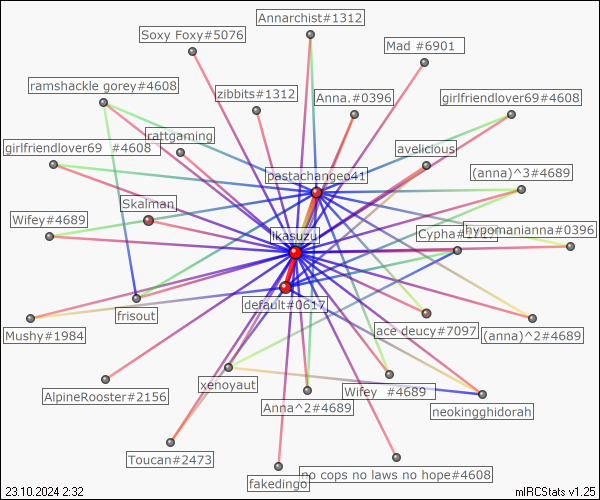 Annarchist#1312
Soxy Foxy#5076
Mad #6901
ramshackle gorey#4608
zibbits#1312
Anna.#0396
girlfriendlover69#4608
rattgaming
girlfriendlover69 #4608
avelicious
pastachangeo41
(anna)^3#4689
Skalman
Wifey#4689
ikasuzu
hypnomianna#0396
default#0617
frisout
Mushy#1984
ace deucy#7097
(anna)^2#4689
xenoyaut
AlpineRooster#2156
Wifey #4689
Anna^2#4689
neokingghidorah
Toucan#2473
fakedingo
no cops no laws no hope#4608
23.10.2024 2:32
mIRCStats v1.25